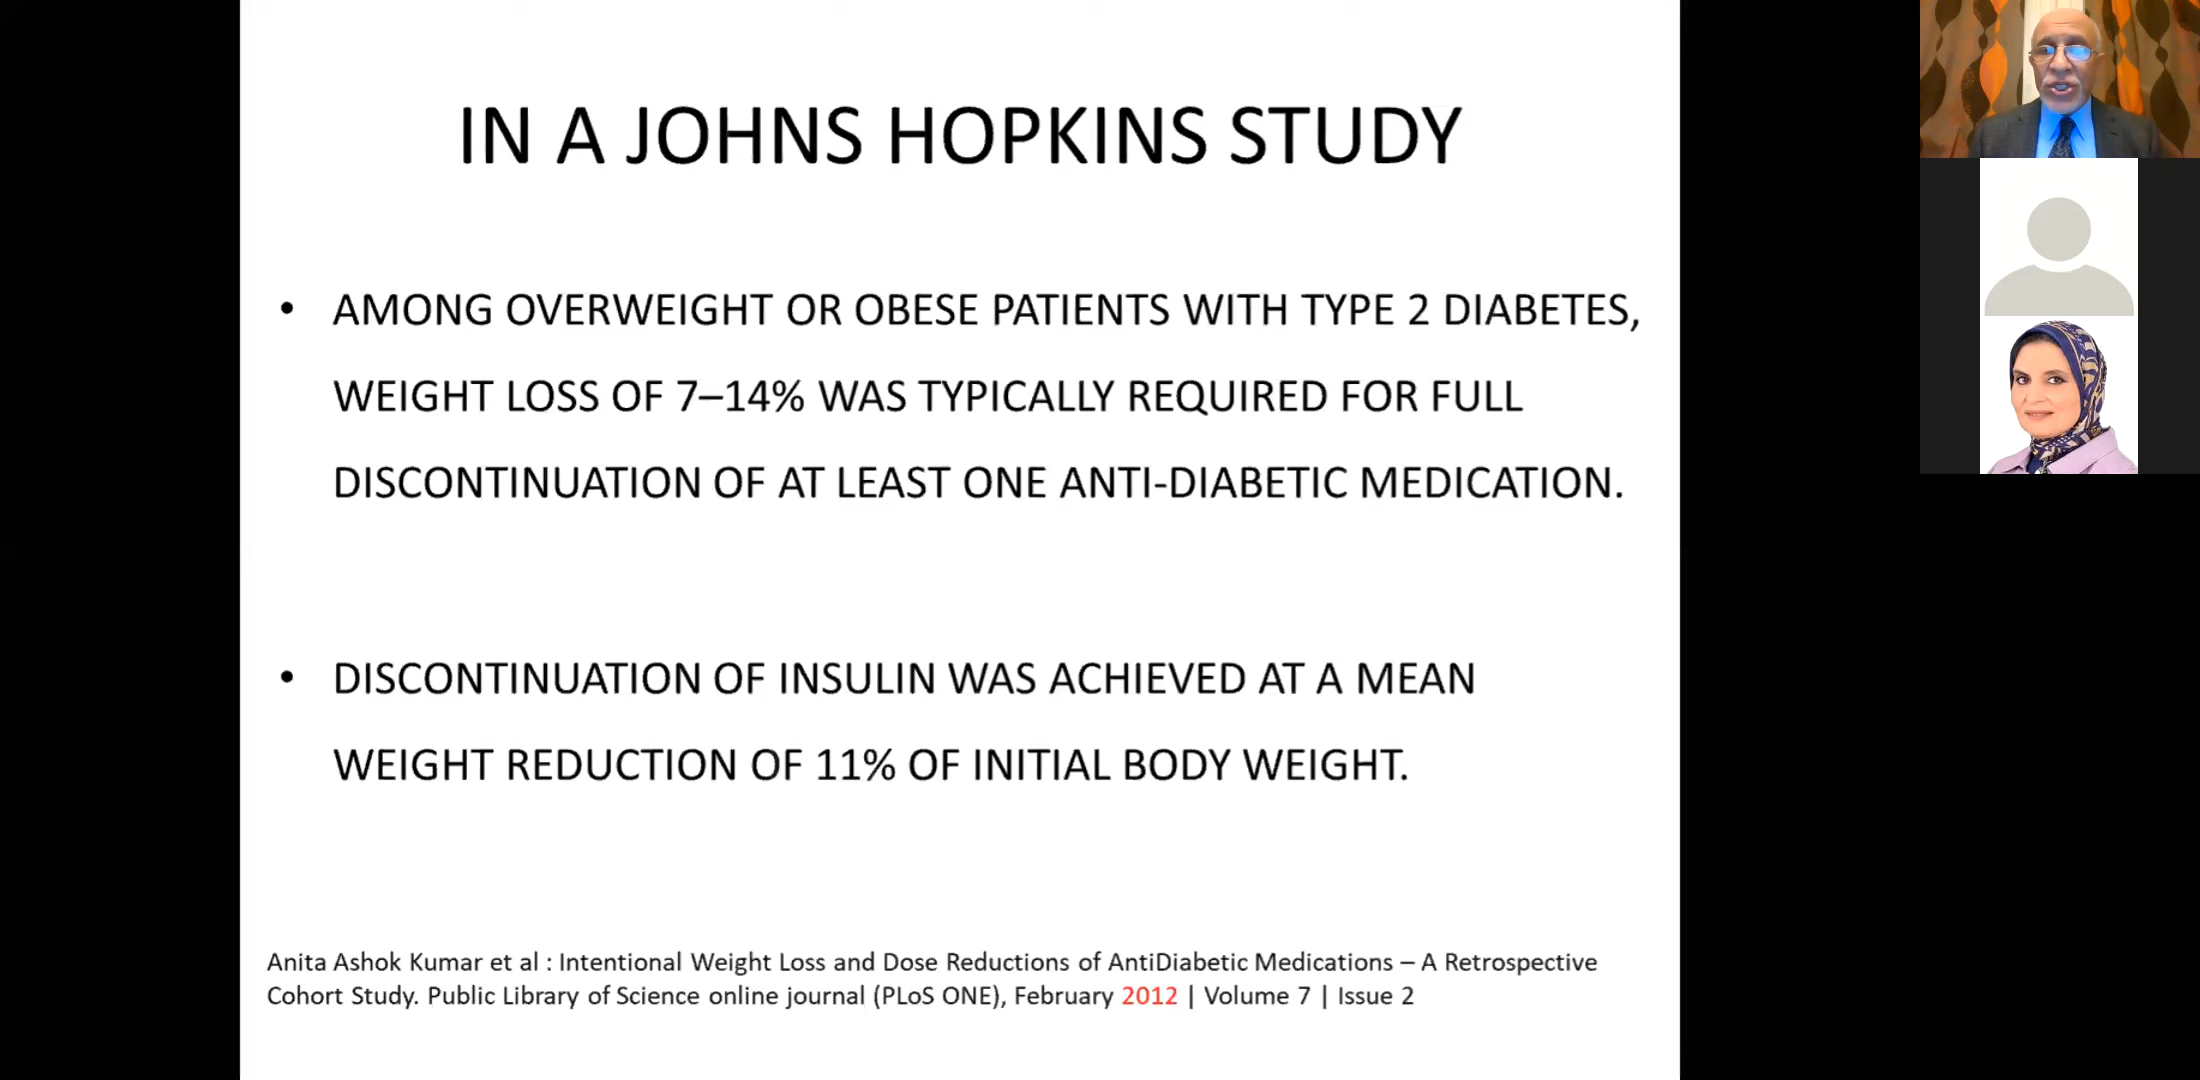 IN A JOHNS HOPKINS STUDY
• AMONG OVERWEIGHT OR OBESE PATIENTS WITH TYPE 2 DIABETES,
WEIGHT LOSS OF 7–14% WAS TYPICALLY REQUIRED FOR FULL
DISCONTINUATION OF AT LEAST ONE ANTI-DIABETIC MEDICATION.
• DISCONTINUATION OF INSULIN WAS ACHIEVED AT A MEAN
WEIGHT REDUCTION OF 11% OF INITIAL BODY WEIGHT.
Anita Ashok Kumar et al : Intentional Weight Loss and Dose Reductions of AntiDiabetic Medications – A Retrospective
Cohort Study. Public Library of Science online journal (PLoS ONE), February 2012 | Volume 7 | Issue 2